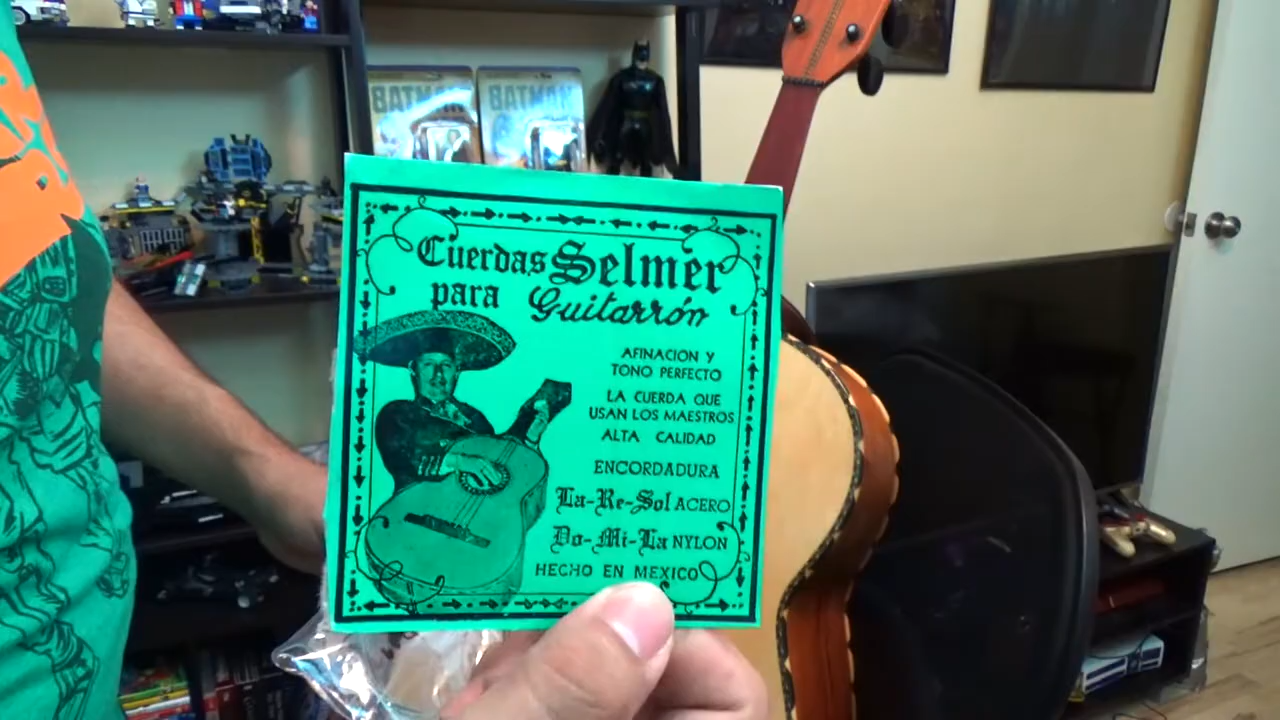 BATMAN
BATMAN
Cuerdas Selmer
para Guitarrón
AFINACION Y
TONO PERFECTO
LA CUERDA QUE
USAN LOS MAESTROS
ALTA CALIDAD
ENCORDADURA
La-Re-Sol ACERO
Do-Mi-La NYLON
HECHO EN MEXICO